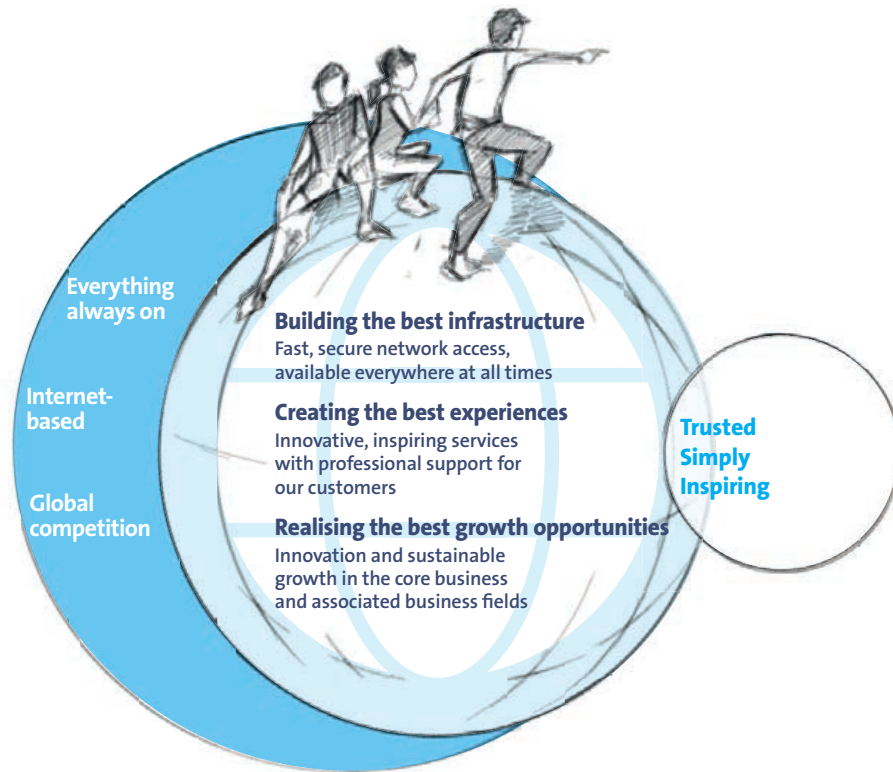 Everything
always on
Internet-
based
Global
competition
Building the best infrastructure
Fast, secure network access,
available everywhere at all times
Creating the best experiences
Innovative, inspiring services
with professional support for
our customers
Realising the best growth opportunities
Innovation and sustainable
growth in the core business
and associated business fields
Trusted
Simply
Inspiring